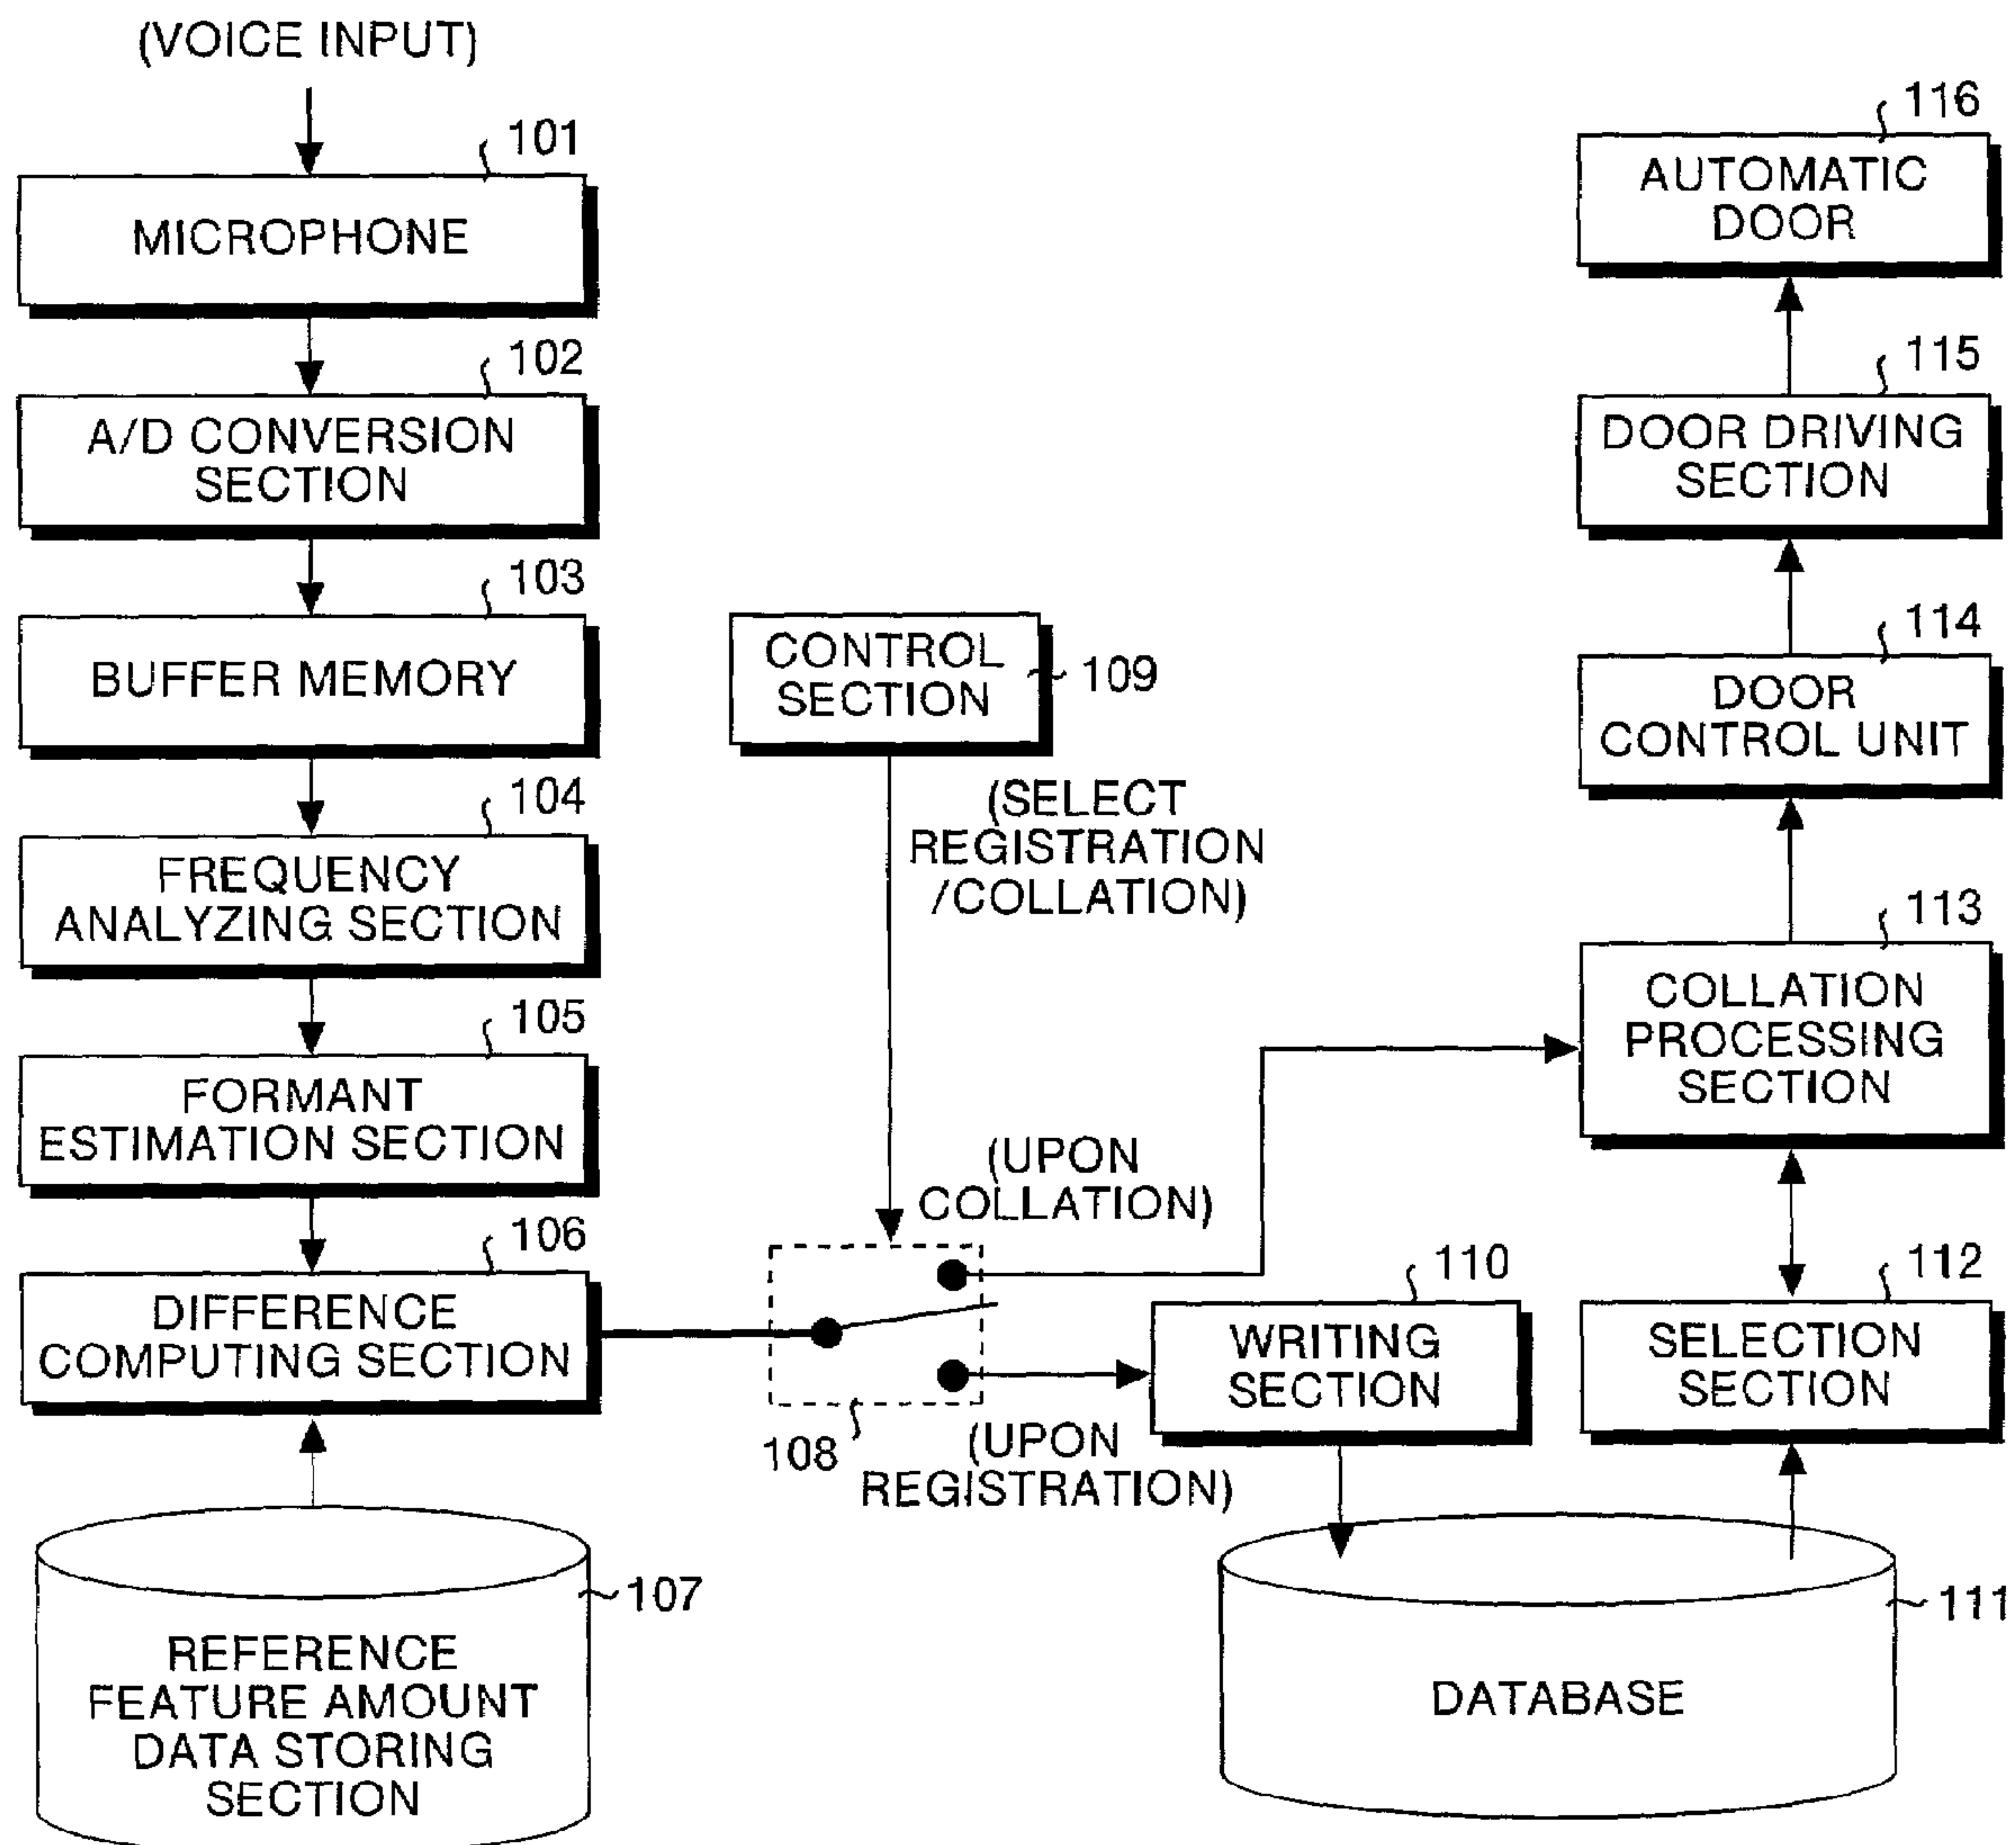 (VOICE INPUT)
101
MICROPHONE
102
A/D CONVERSION
SECTION
103
BUFFER MEMORY
104
FREQUENCY
ANALYZING SECTION
105
FORMANT
ESTIMATION SECTION
106
DIFFERENCE
COMPUTING SECTION
107
REFERENCE
FEATURE AMOUNT
DATA STORING
SECTION
CONTROL
SECTION
109
(SELECT
REGISTRATION
/COLLATION)
(UPON
COLLATION)
108
(UPON
REGISTRATION)
110
WRITING
SECTION
111
DATABASE
112
SELECTION
SECTION
113
COLLATION
PROCESSING
SECTION
114
DOOR
CONTROL UNIT
115
DOOR DRIVING
SECTION
116
AUTOMATIC
DOOR